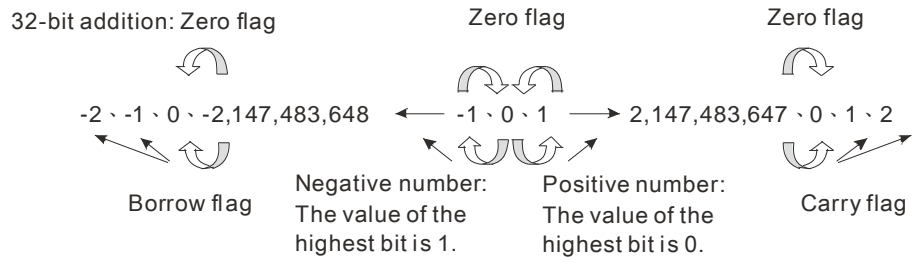 32-bit addition: Zero flag Zero flag Zero flag
-2、-1、0、-2,147,483,648 -1、0、1 2,147,483,647、0、1、2
Borrow flag
Negative number:
The value of the
highest bit is 1.
Positive number:
The value of the
highest bit is 0.
Carry flag